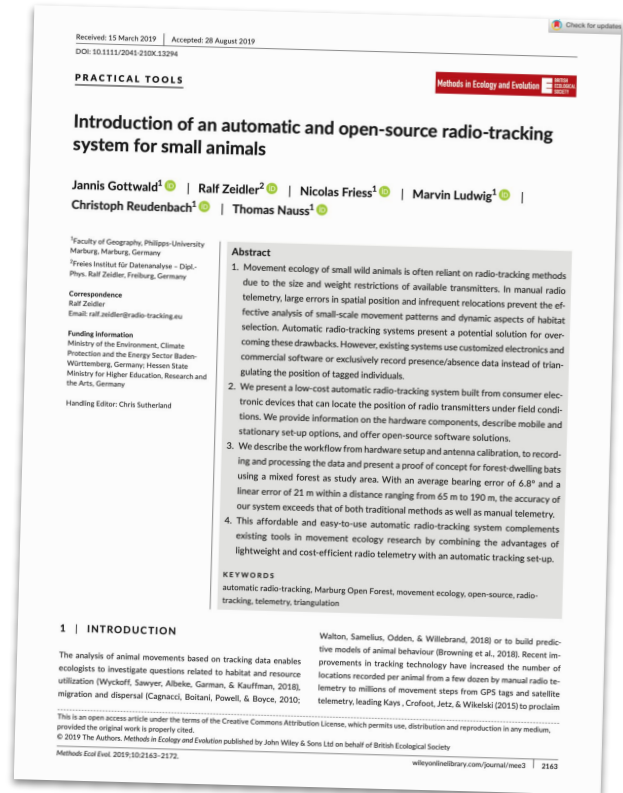 Check for updates
Received: 15 March 2019 | Accepted: 28 August 2019
DOI: 10.1111/2041-210X.13294
PRACTICAL TOOLS
Methods in Ecology and Evolution
BRITISH
ECOLOGICAL
SOCIETY
Introduction of an automatic and open-source radio-tracking
system for small animals
Jannis Gottwald¹ | Ralf Zeidler² | Nicolas Friess¹ | Marvin Ludwig¹ |
Christoph Reudenbach¹ | Thomas Nauss¹
¹Faculty of Geography, Philipps-University
Marburg, Marburg, Germany
²Freies Institut für Datenanalyse – Dipl.-
Phys. Ralf Zeidler, Freiburg, Germany
Correspondence
Ralf Zeidler
Email: ralf.zeidler@radio-tracking.eu
Funding information
Ministry of the Environment, Climate
Protection and the Energy Sector Baden-
Württemberg, Germany; Hessen State
Ministry for Higher Education, Research and
the Arts, Germany
Handling Editor: Chris Sutherland
Abstract
1. Movement ecology of small wild animals is often reliant on radio-tracking methods
due to the size and weight restrictions of available transmitters. In manual radio
telemetry, large errors in spatial position and infrequent relocations prevent the ef-
fective analysis of small-scale movement patterns and dynamic aspects of habitat
selection. Automatic radio-tracking systems present a potential solution for over-
coming these drawbacks. However, existing systems use customized electronics and
commercial software or exclusively record presence/absence data instead of trian-
gulating the position of tagged individuals.
2. We present a low-cost automatic radio-tracking system built from consumer elec-
tronic devices that can locate the position of radio transmitters under field condi-
tions. We provide information on the hardware components, describe mobile and
stationary set-up options, and offer open-source software solutions.
3. We describe the workflow from hardware setup and antenna calibration, to record-
ing and processing the data and present a proof of concept for forest-dwelling bats
using a mixed forest as study area. With an average bearing error of 6.8° and a
linear error of 21 m within a distance ranging from 65 m to 190 m, the accuracy of
our system exceeds that of both traditional methods as well as manual telemetry.
4. This affordable and easy-to-use automatic radio-tracking system complements
existing tools in movement ecology research by combining the advantages of
lightweight and cost-efficient radio telemetry with an automatic tracking set-up.
KEYWORDS
automatic radio-tracking, Marburg Open Forest, movement ecology, open-source, radio-
tracking, telemetry, triangulation
1 | INTRODUCTION
The analysis of animal movements based on tracking data enables
ecologists to investigate questions related to habitat and resource
utilization (Wyckoff, Sawyer, Albeke, Garman, & Kauffman, 2018),
migration and dispersal (Cagnacci, Boitani, Powell, & Boyce, 2010;
Walton, Samelius, Odden, & Willebrand, 2018) or to build predic-
tive models of animal behaviour (Browning et al., 2018). Recent im-
provements in tracking technology have increased the number of
locations recorded per animal from a few dozen by manual radio te-
lemetry to millions of movement steps from GPS tags and satellite
telemetry, leading Kays , Crofoot, Jetz, & Wikelski (2015) to proclaim
This is an open access article under the terms of the Creative Commons Attribution License, which permits use, distribution and reproduction in any medium,
provided the original work is properly cited.
© 2019 The Authors. Methods in Ecology and Evolution published by John Wiley & Sons Ltd on behalf of British Ecological Society
Methods Ecol Evol. 2019;10:2163–2172.
wileyonlinelibrary.com/journal/mee3 | 2163